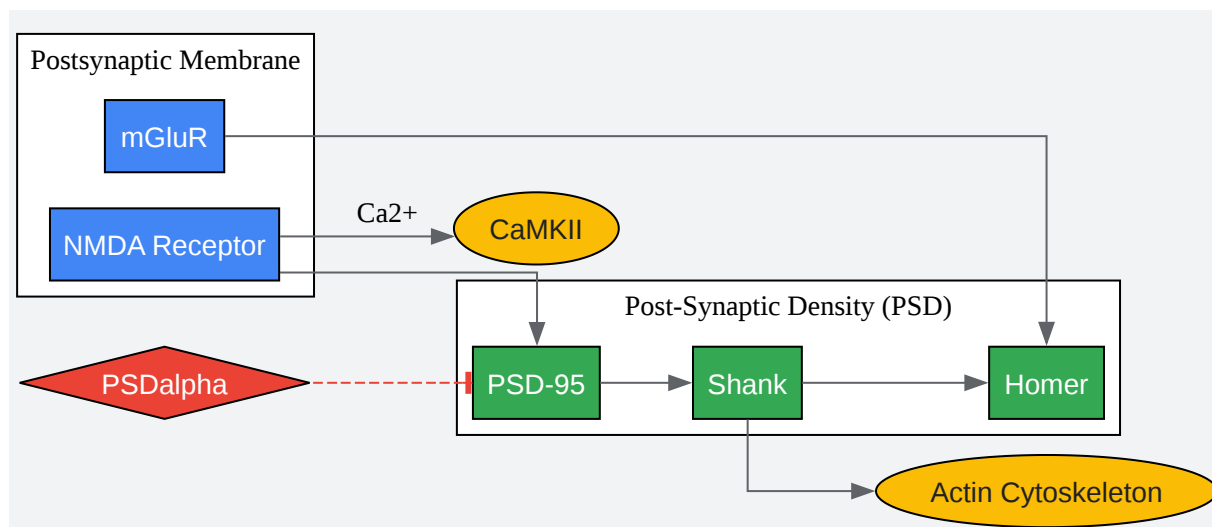 Postsynaptic Membrane
mGluR
NMDA Receptor
Ca2+
CaMKII
Post-Synaptic Density (PSD)
PSDalpha
PSD-95
Shank
Homer
Actin Cytoskeleton